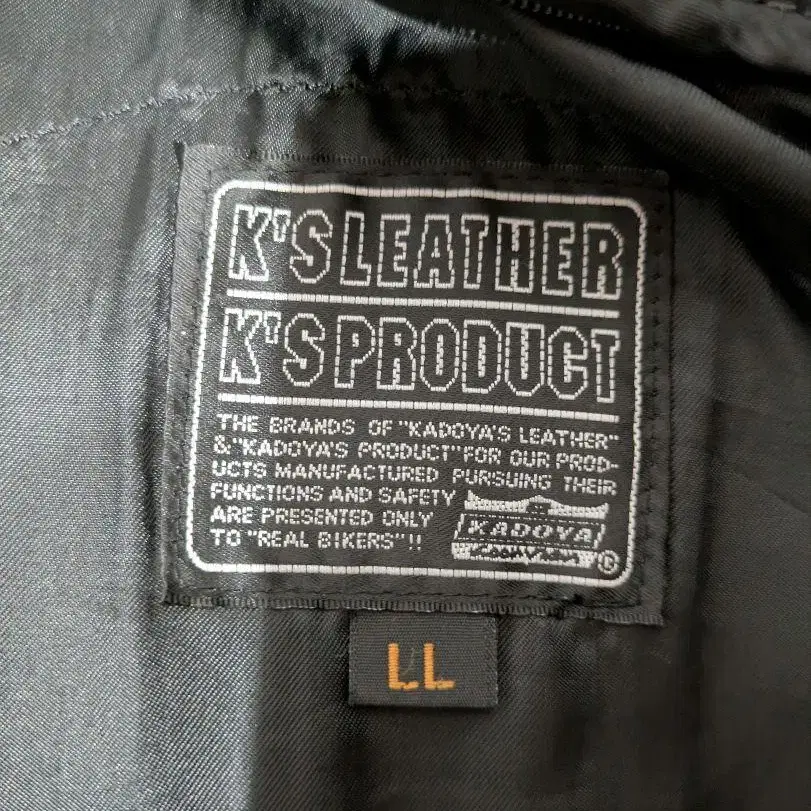 K'S LEATHER
K'S PRODUCT
THE BRANDS OF "KADOYA'S LEATHER"
&"KADOYA'S PRODUCT"FOR OUR PROD-
UCTS MANUFACTURED PURSUING THEIR
FUNCTIONS AND SAFETY
ARE PRESENTED ONLY
TO "REAL BIKERS"!!
KADOYA
LL